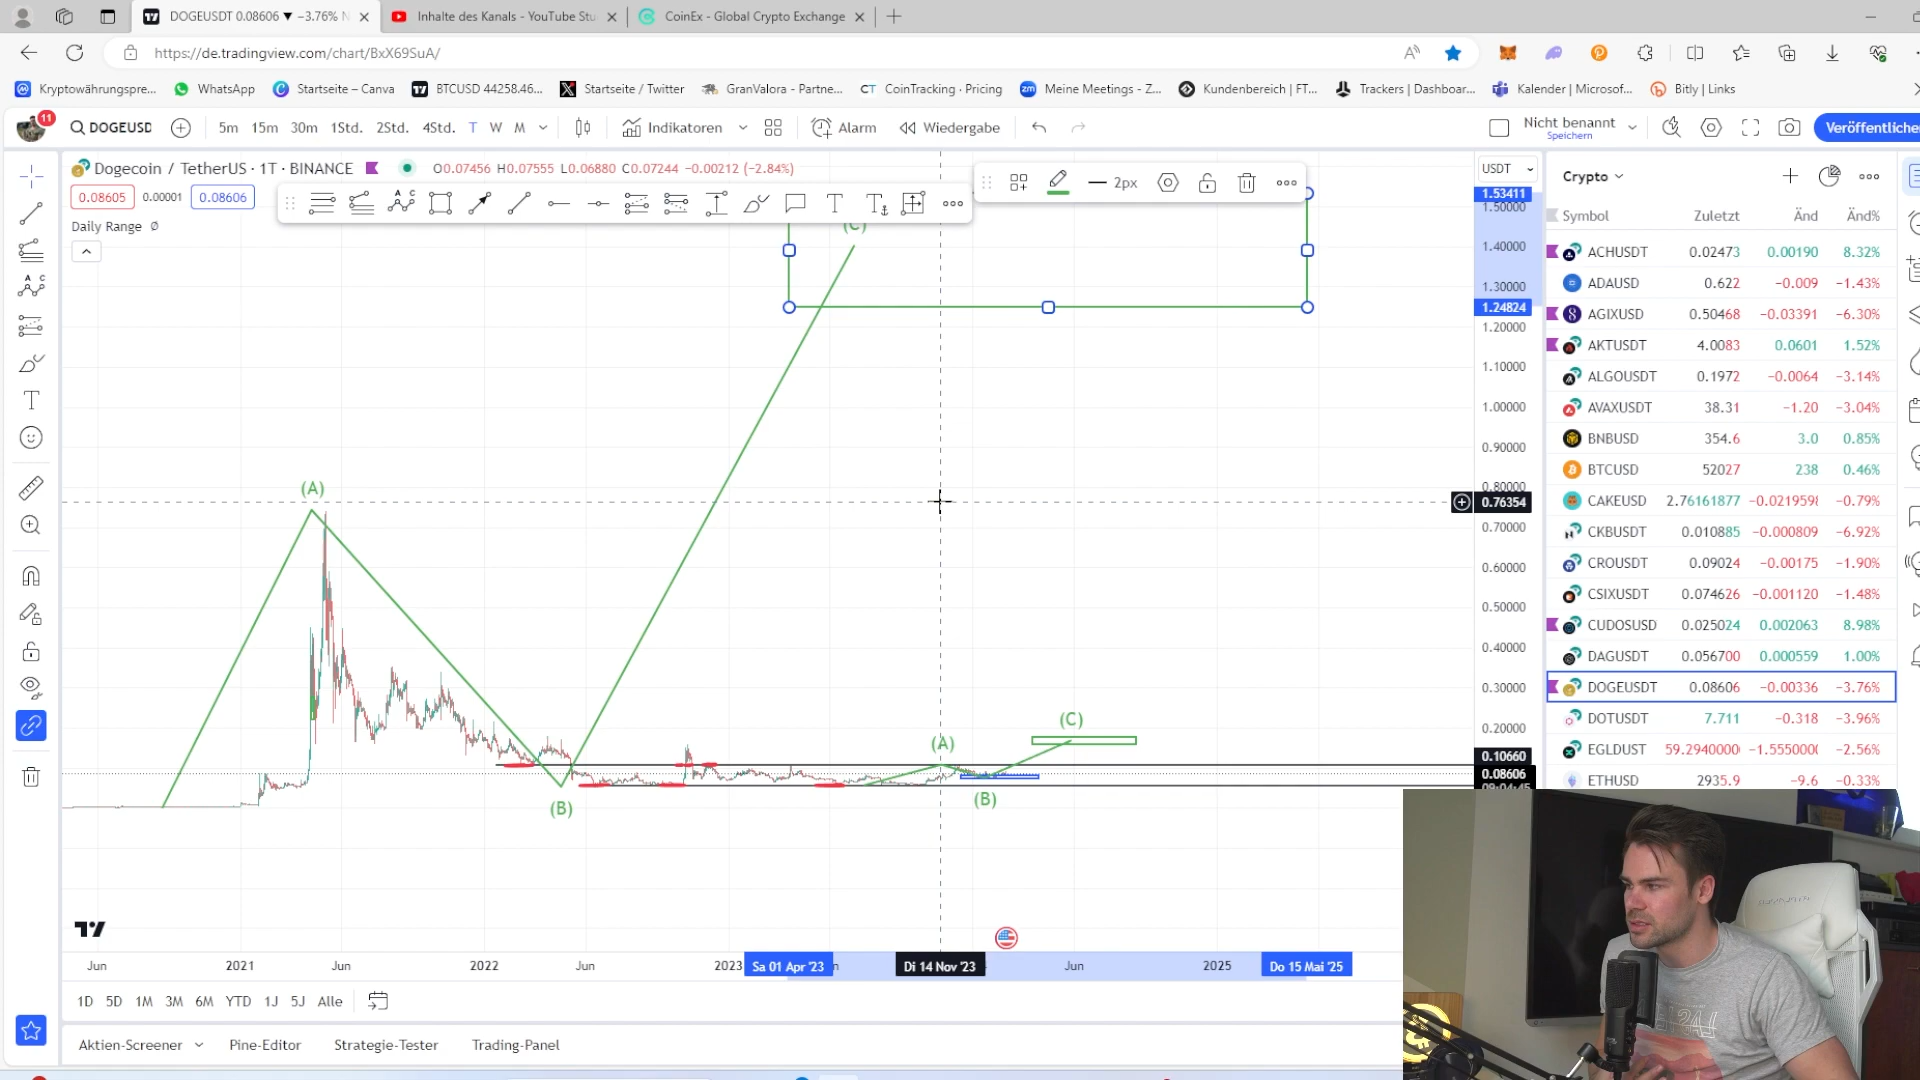 DOGEUSDT 0.08606 ▼ −3.76% N
Inhalte des Kanals - YouTube Stu
CoinEx - Global Crypto Exchange
https://de.tradingview.com/chart/BxX69SuA/
Kryptowährungspre...
WhatsApp
Startseite – Canva
BTCUSD 44258.46...
Startseite / Twitter
GranValora - Partne...
CoinTracking · Pricing
Meine Meetings - Z...
Kundenbereich | FT...
Trackers | Dashboar...
Kalender | Microsof...
Bitly | Links
11
DOGEUSD
5m 15m 30m 1Std. 2Std. 4Std. T W M
Indikatoren
Alarm
Wiedergabe
Nicht benannt
Speichern
Veröffentliche
Dogecoin / TetherUS · 1T · BINANCE
O0.07456 H0.07555 L0.06880 C0.07244 −0.00212 (−2.84%)
0.08605 0.00001 0.08606
Daily Range Ø
2px
USDT
1.53411
1.50000
1.40000
1.30000
1.24824
1.20000
1.10000
1.00000
0.90000
0.80000
0.76354
0.70000
0.60000
0.50000
0.40000
0.30000
0.20000
0.10660
0.08606
09:04:45
(A)
(B)
(C)
(A)
(B)
(C)
Crypto
Symbol Zuletzt Änd Änd%
ACHUSDT 0.02473 0.00190 8.32%
ADAUSD 0.622 −0.009 −1.43%
AGIXUSD 0.50468 −0.03391 −6.30%
AKTUSDT 4.0083 0.0601 1.52%
ALGOUSDT 0.1972 −0.0064 −3.14%
AVAXUSDT 38.31 −1.20 −3.04%
BNBUSD 354.6 3.0 0.85%
BTCUSD 52027 238 0.46%
CAKEUSD 2.76161877 −0.0219598 −0.79%
CKBUSDT 0.010885 −0.000809 −6.92%
CROUSDT 0.09024 −0.00175 −1.90%
CSIXUSDT 0.074626 −0.001120 −1.48%
CUDOSUSD 0.025024 0.002063 8.98%
DAGUSDT 0.056700 0.000559 1.00%
DOGEUSDT 0.08606 −0.00336 −3.76%
DOTUSDT 7.711 −0.318 −3.96%
EGLDUST 59.2940000 −1.5550000 −2.56%
ETHUSD 2935.9 −9.6 −0.33%
Jun 2021 Jun 2022 Jun 2023 Sa 01 Apr '23 Di 14 Nov '23 Jun 2025 Do 15 Mai '25
1D 5D 1M 3M 6M YTD 1J 5J Alle
Aktien-Screener
Pine-Editor
Strategie-Tester
Trading-Panel